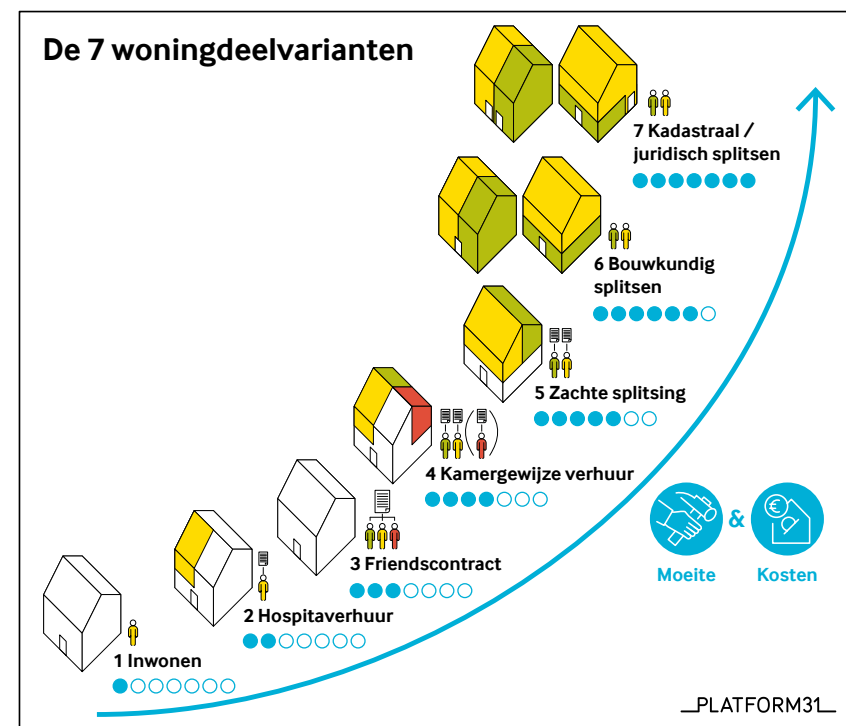 De 7 woningdeelvarianten
7 Kadastraal /
juridisch splitsen
6 Bouwkundig
splitsen
5 Zachte splitsing
4 Kamergewijze verhuur
3 Friendscontract
2 Hospitaverhuur
1 Inwonen
&
Moeite
Kosten
PLATFORM31